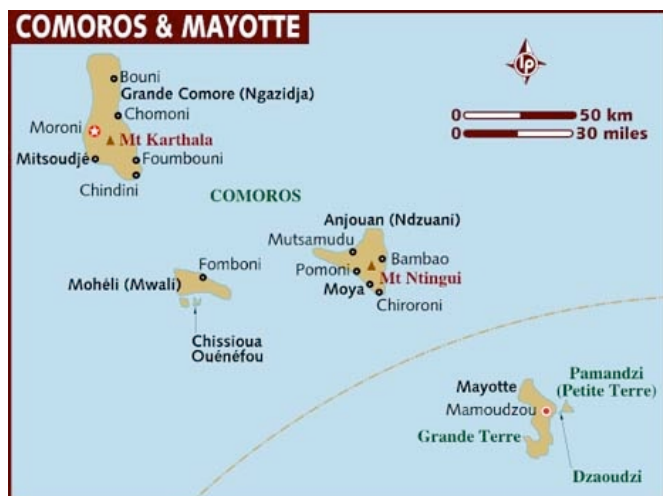 COMOROS & MAYOTTE
Bouni
Grande Comore (Ngazidja)
Chomoni
Moroni
Mt Karthala
Mitsoudjé
Foumbouni
Chindini
lp
0 50 km
0 30 miles
COMOROS
Anjouan (Ndzuani)
Mutsamudu
Bambao
Pomoni
Mt Ntingui
Moya
Chironroni
Fomboni
Mohéli (Mwali)
Chissioua
Ouénéfou
Mayotte
Mamoudzou
Grande Terre
Pamandzi
(Petite Terre)
Dzaoudzi